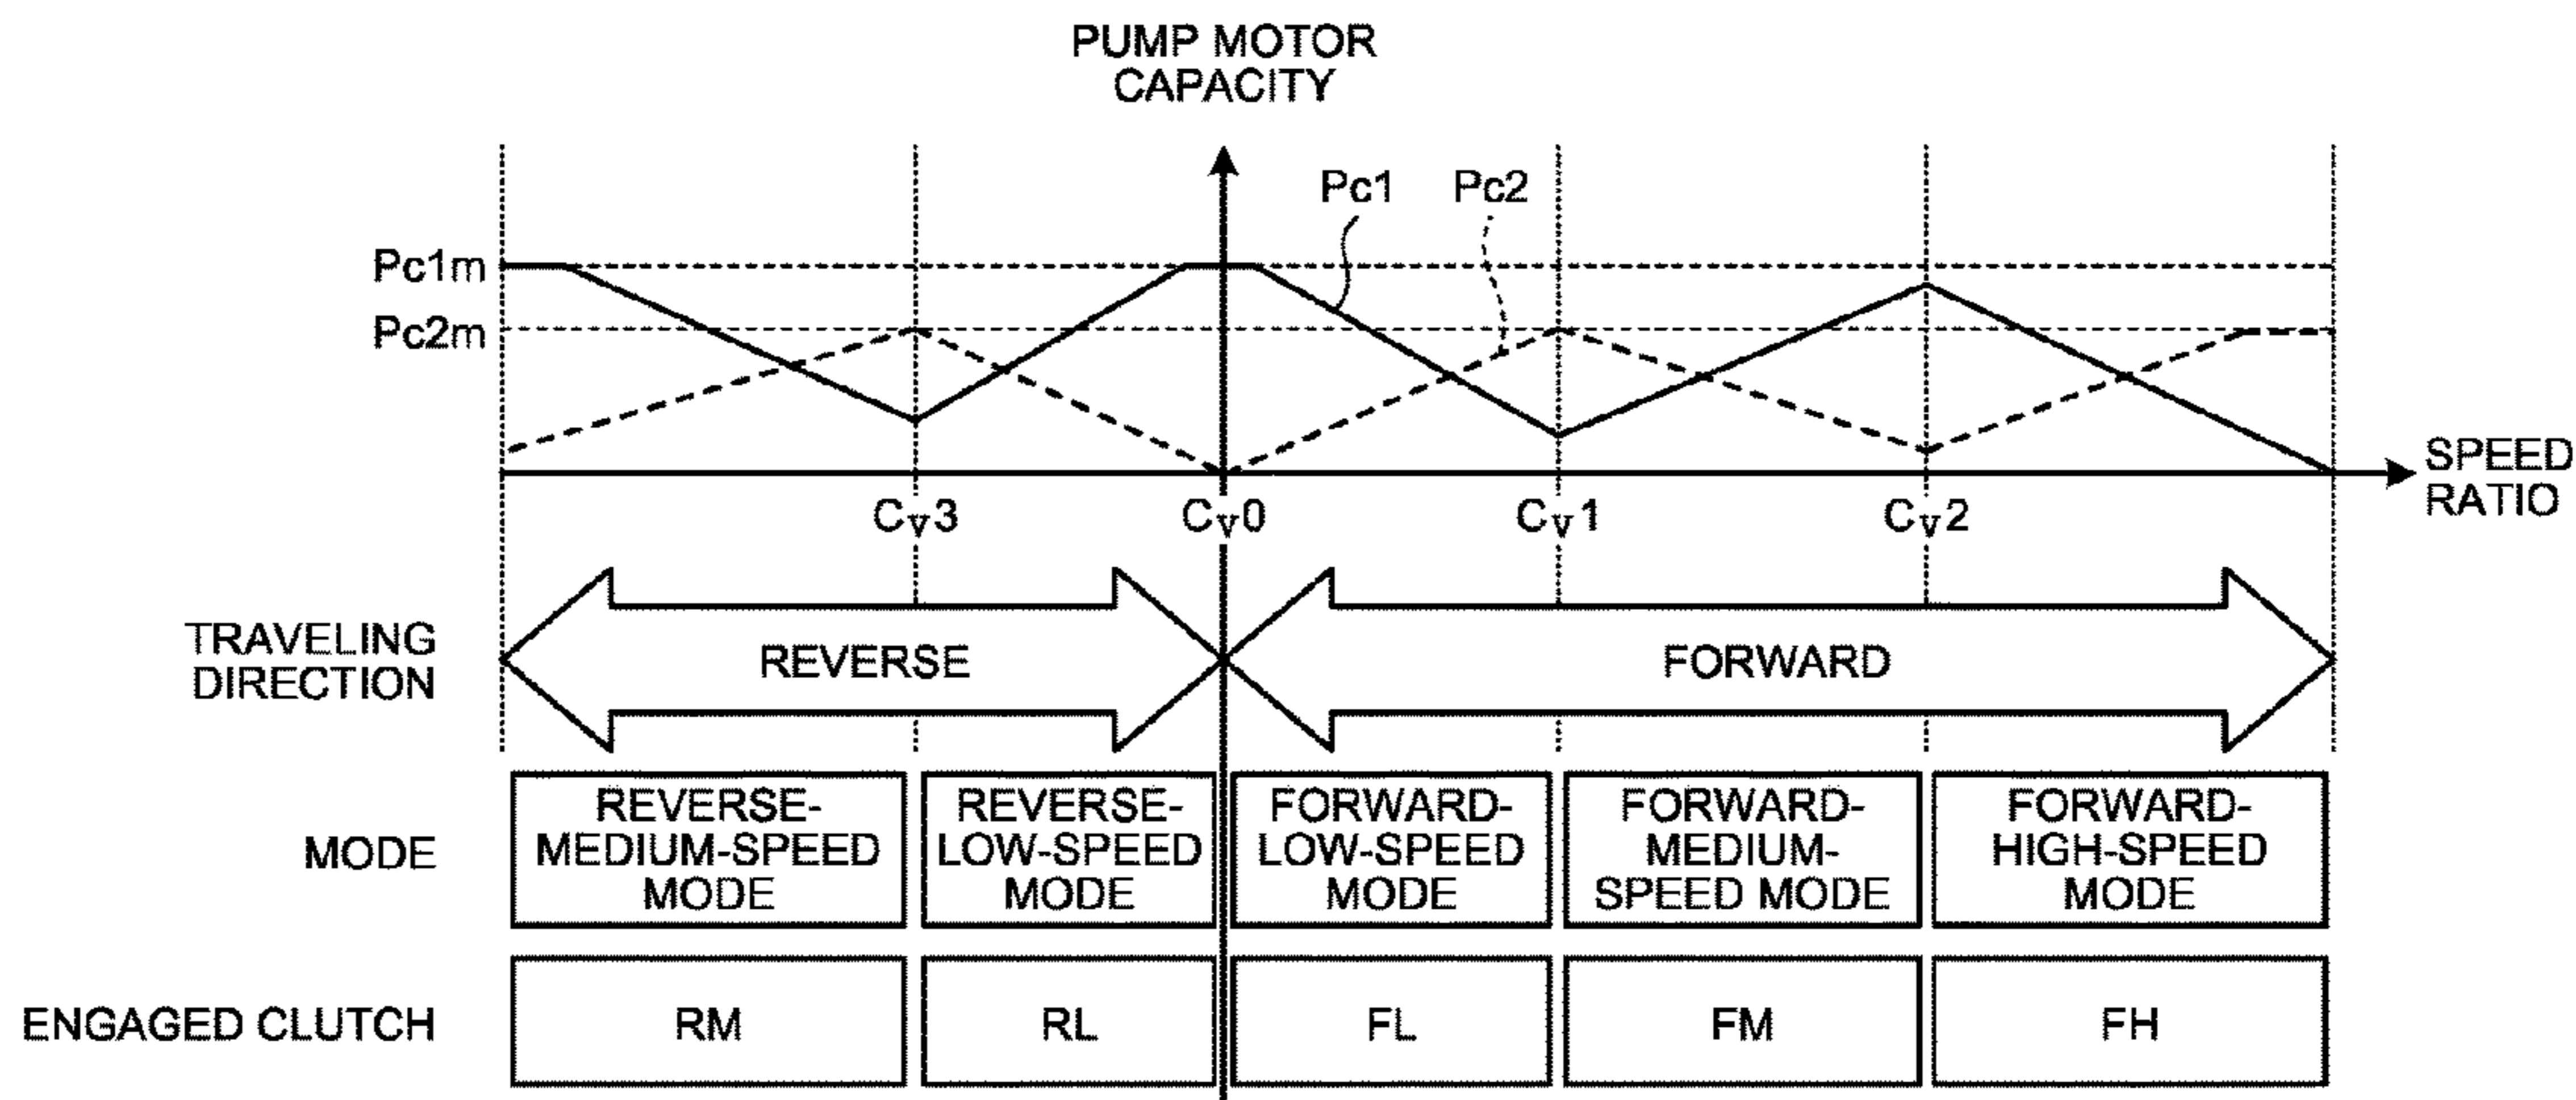 PUMP MOTOR
CAPACITY
Pc1 Pc2
Pc1m
Pc2m
SPEED
RATIO
Cv3 Cv0 Cv1 Cv2
TRAVELING
DIRECTION
REVERSE FORWARD
MODE
REVERSE-
MEDIUM-SPEED
MODE
REVERSE-
LOW-SPEED
MODE
FORWARD-
LOW-SPEED
MODE
FORWARD-
MEDIUM-
SPEED MODE
FORWARD-
HIGH-SPEED
MODE
ENGAGED CLUTCH RM RL FL FM FH